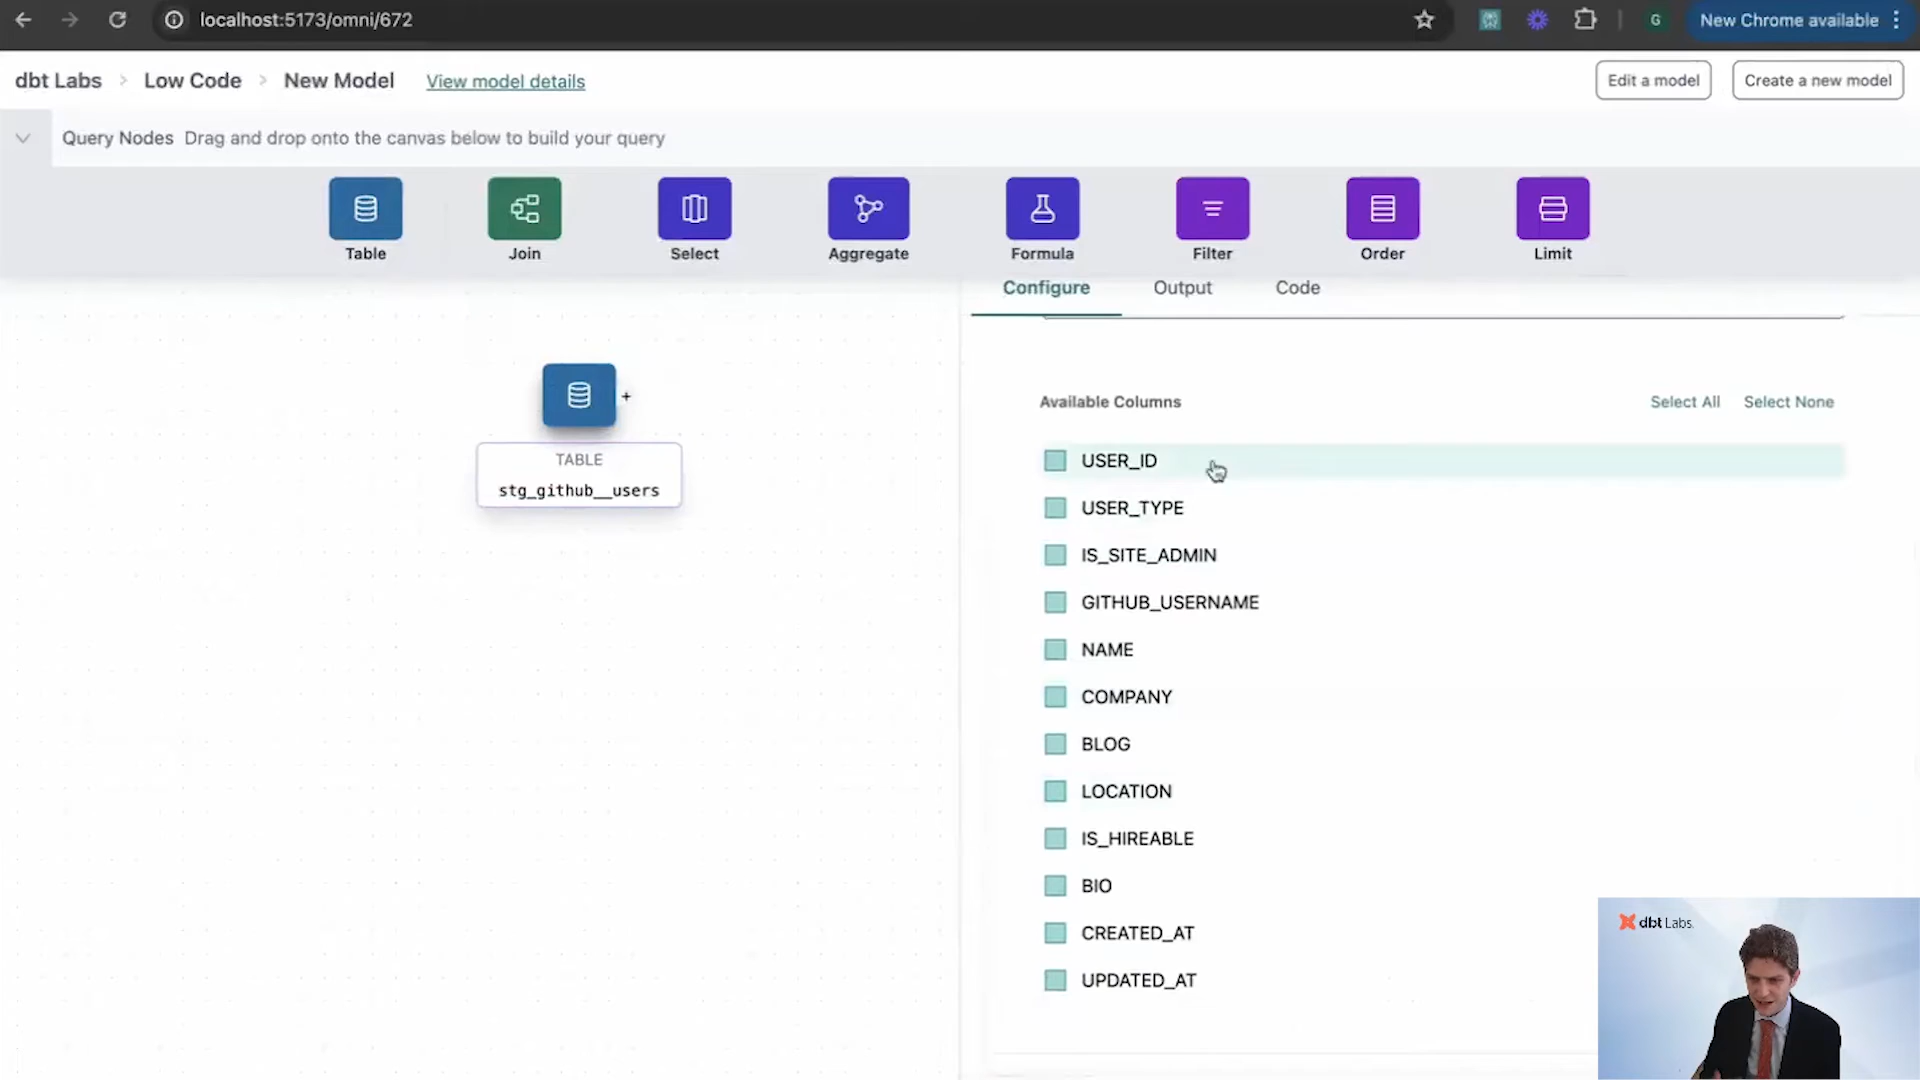 localhost:5173/omni/672
G
New Chrome available
dbt Labs > Low Code > New Model
View model details
Edit a model
Create a new model
Query Nodes Drag and drop onto the canvas below to build your query
Table
Join
Select
Aggregate
Formula
Filter
Order
Limit
Configure
Output
Code
TABLE
stg_github__users
Available Columns
Select All
Select None
USER_ID
USER_TYPE
IS_SITE_ADMIN
GITHUB_USERNAME
NAME
COMPANY
BLOG
LOCATION
IS_HIREABLE
BIO
CREATED_AT
UPDATED_AT
dbt Labs